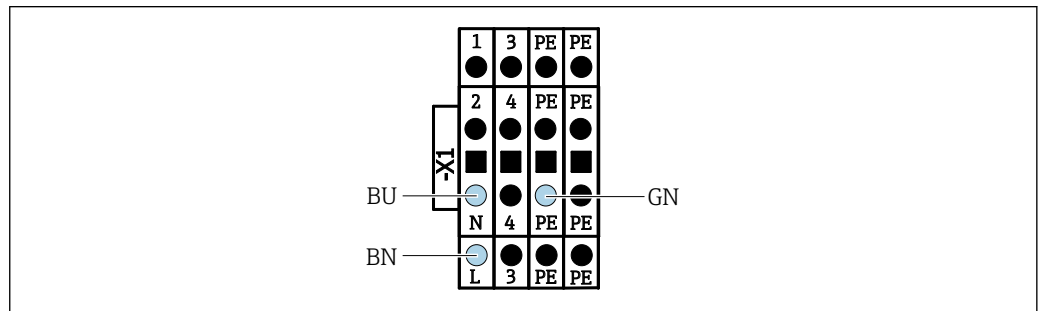 1 3 PE PE
2 4 PE PE
-X1
BU
GN
N 4 PE PE
BN
L 3 PE PE